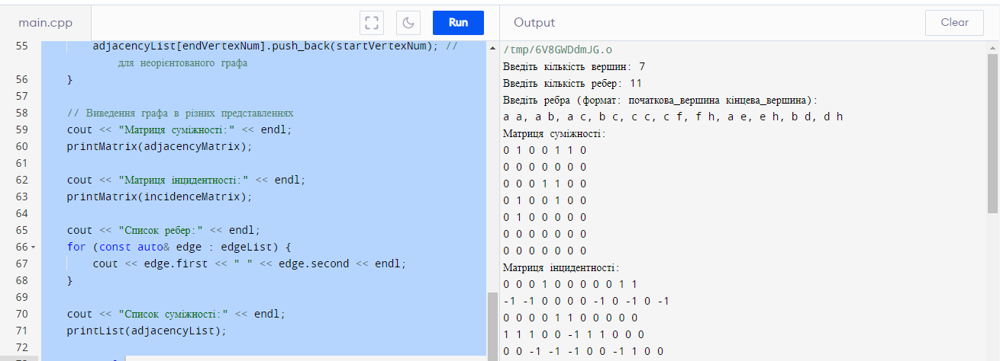 main.cpp
Run
55 adjacencyList[endVertexNum].push_back(startVertexNum); //
для неорієнтованого графа
56 }
57
58 // Виведення графа в різних представленнях
59 cout << "Матриця суміжності:" << endl;
60 printMatrix(adjacencyMatrix);
61
62 cout << "Матриця інцидентності:" << endl;
63 printMatrix(incidenceMatrix);
64
65 cout << "Список ребер:" << endl;
66 for (const auto& edge : edgeList) {
67 cout << edge.first << " " << edge.second << endl;
68 }
69
70 cout << "Список суміжності:" << endl;
71 printList(adjacencyList);
72
Output
Clear
/tmp/6V8GWDdmJG.o
Введіть кількість вершин: 7
Введіть кількість ребер: 11
Введіть ребра (формат: початкова_вершина кінцева_вершина):
a a, a b, a c, b c, c c, c f, f h, a e, e h, b d, d h
Матриця суміжності:
0 1 0 0 1 1 0
0 0 0 0 0 0 0
0 0 0 1 1 0 0
0 1 0 0 1 0 0
0 1 0 0 0 0 0
0 0 0 0 0 0 0
0 0 0 0 0 0 0
Матриця інцидентності:
0 0 0 1 0 0 0 0 0 1 1
-1 -1 0 0 0 0 -1 0 -1 0 -1
0 0 0 0 1 1 0 0 0 0 0
1 1 1 0 0 -1 1 1 0 0 0
0 0 -1 -1 -1 0 0 -1 1 0 0